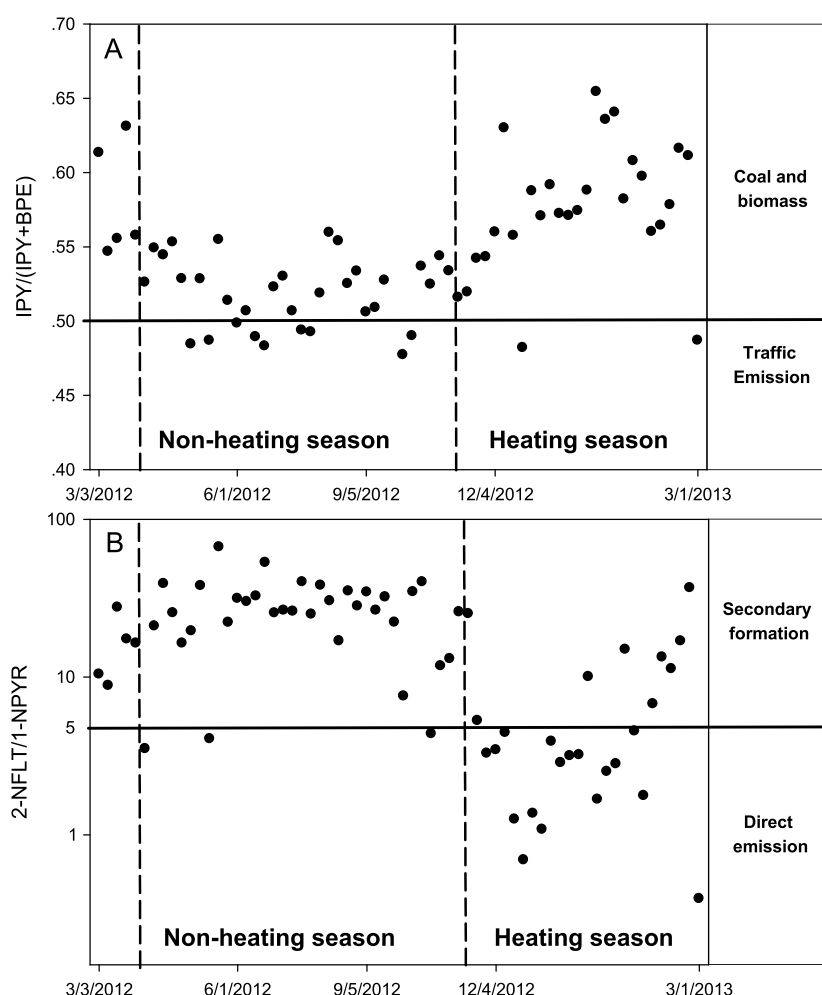 .70
A
.65
.60
Coal and
biomass
.55
IPY/(IPY+BPE)
.50
Traffic
Emission
.45
Non-heating season
Heating season
.40
3/3/2012 6/1/2012 9/5/2012 12/4/2012 3/1/2013
100
B
Secondary
formation
10
5
2-NFLT/1-NPYR
Direct
emission
1
Non-heating season
Heating season
3/3/2012 6/1/2012 9/5/2012 12/4/2012 3/1/2013